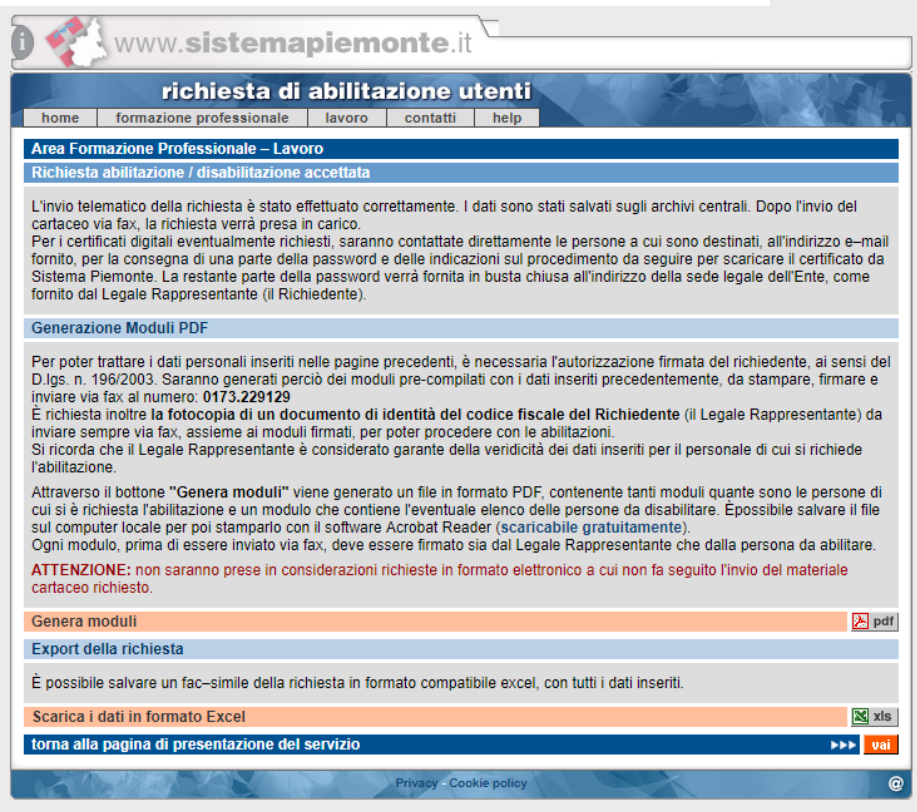 i www.sistemapiemonte.it
richiesta di abilitazione utenti
home formazione professionale lavoro contatti help
Area Formazione Professionale – Lavoro
Richiesta abilitazione / disabilitazione accettata
L'invio telematico della richiesta è stato effettuato correttamente. I dati sono stati salvati sugli archivi centrali. Dopo l'invio del
cartaceo via fax, la richiesta verrà presa in carico.
Per i certificati digitali eventualmente richiesti, saranno contattate direttamente le persone a cui sono destinati, all'indirizzo e–mail
fornito, per la consegna di una parte della password e delle indicazioni sul procedimento da seguire per scaricare il certificato da
Sistema Piemonte. La restante parte della password verrà fornita in busta chiusa all'indirizzo della sede legale dell'Ente, come
fornito dal Legale Rappresentante (il Richiedente).
Generazione Moduli PDF
Per poter trattare i dati personali inseriti nelle pagine precedenti, è necessaria l'autorizzazione firmata del richiedente, ai sensi del
D.lgs. n. 196/2003. Saranno generati perciò dei moduli pre-compilati con i dati inseriti precedentemente, da stampare, firmare e
inviare via fax al numero: 0173.229129
È richiesta inoltre la fotocopia di un documento di identità del codice fiscale del Richiedente (il Legale Rappresentante) da
inviare sempre via fax, assieme ai moduli firmati, per poter procedere con le abilitazioni.
Si ricorda che il Legale Rappresentante è considerato garante della veridicità dei dati inseriti per il personale di cui si richiede
l'abilitazione.
Attraverso il bottone "Genera moduli" viene generato un file in formato PDF, contenente tanti moduli quante sono le persone di
cui si è richiesta l'abilitazione e un modulo che contiene l'eventuale elenco delle persone da disabilitare. Èpossibile salvare il file
sul computer locale per poi stamparlo con il software Acrobat Reader (scaricabile gratuitamente).
Ogni modulo, prima di essere inviato via fax, deve essere firmato sia dal Legale Rappresentante che dalla persona da abilitare.
ATTENZIONE: non saranno prese in considerazioni richieste in formato elettronico a cui non fa seguito l'invio del materiale
cartaceo richiesto.
Genera moduli pdf
Export della richiesta
È possibile salvare un fac–simile della richiesta in formato compatibile excel, con tutti i dati inseriti.
Scarica i dati in formato Excel xls
torna alla pagina di presentazione del servizio vai
Privacy - Cookie policy @